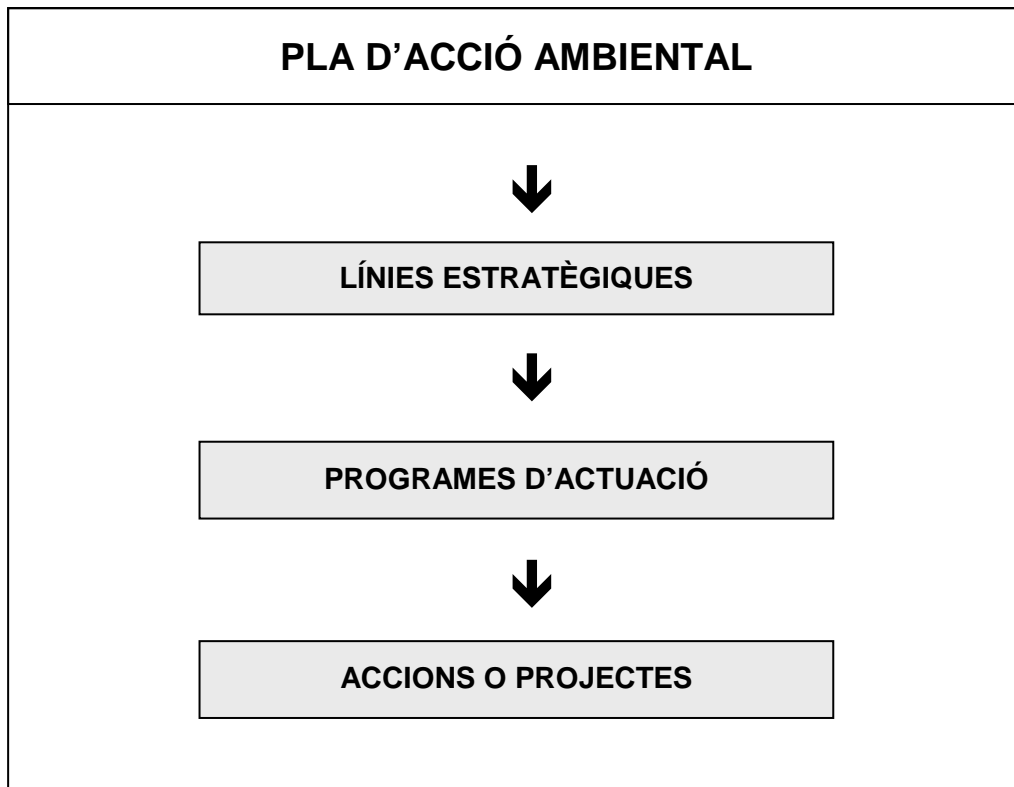 PLA D’ACCIÓ AMBIENTAL
LÍNIES ESTRATÈGIQUES
PROGRAMES D’ACTUACIÓ
ACCIONS O PROJECTES